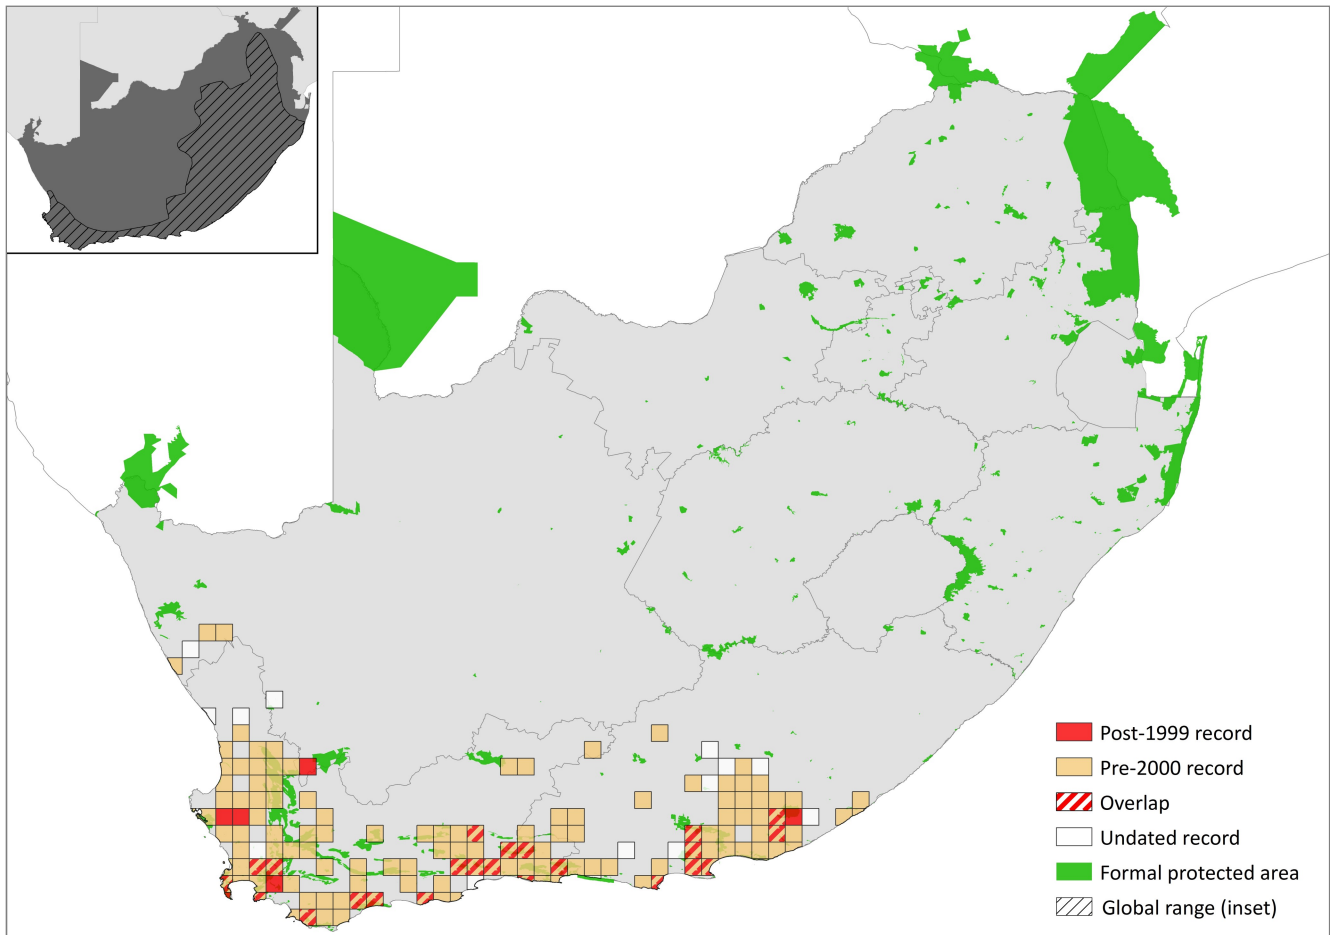 Post-1999 record
Pre-2000 record
Overlap
Undated record
Formal protected area
Global range (inset)